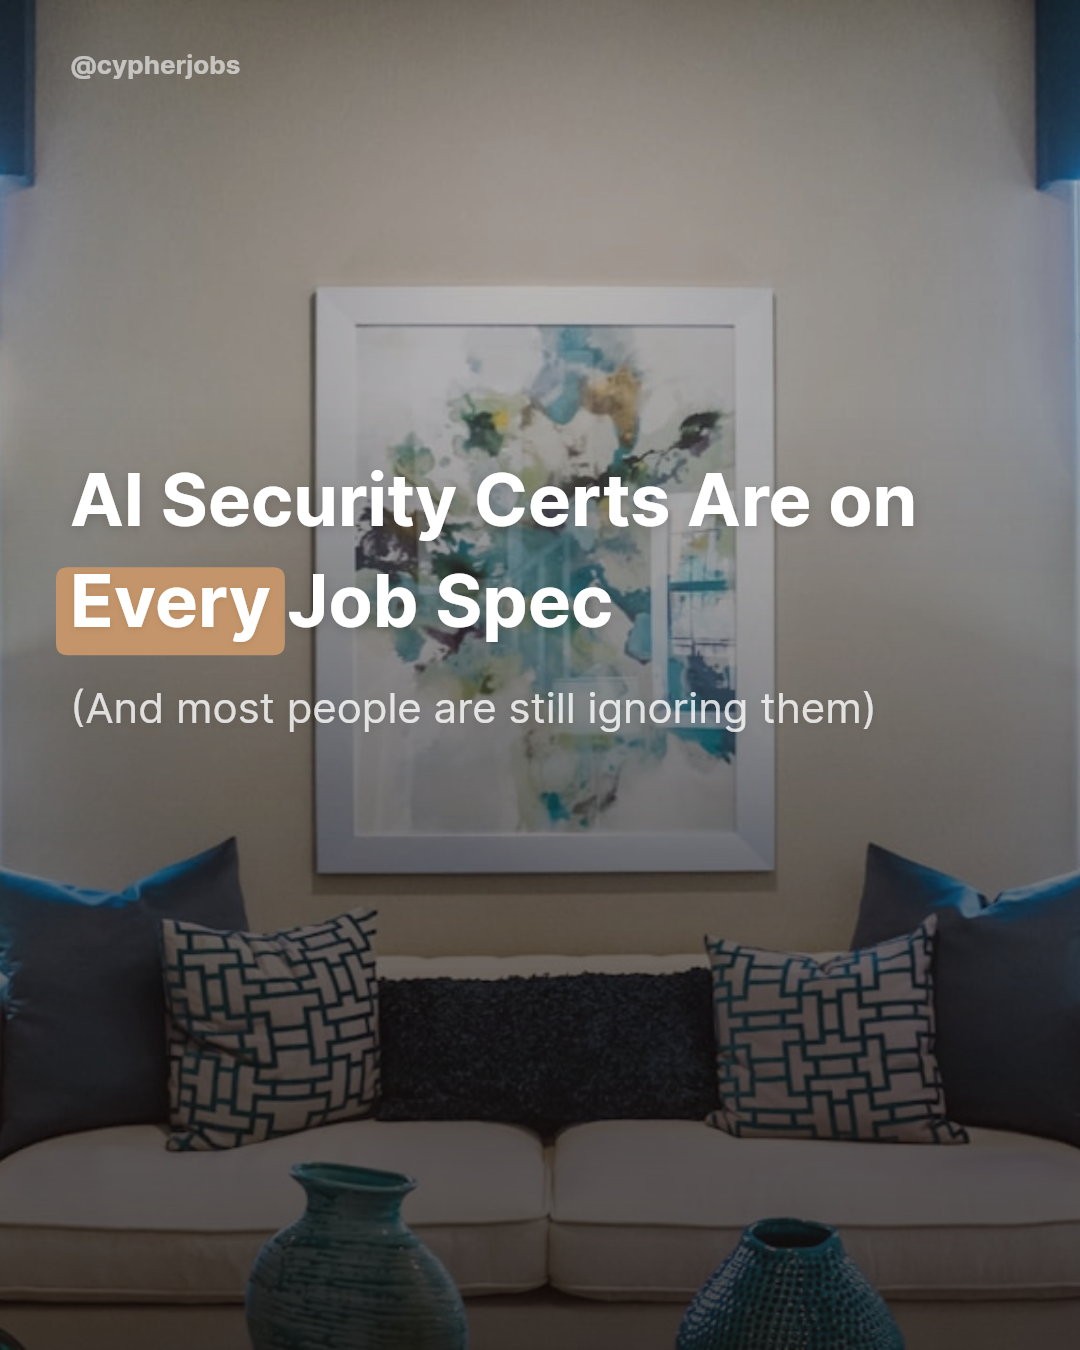 @cypherjobs
AI Security Certs Are on
Every Job Spec
(And most people are still ignoring them)